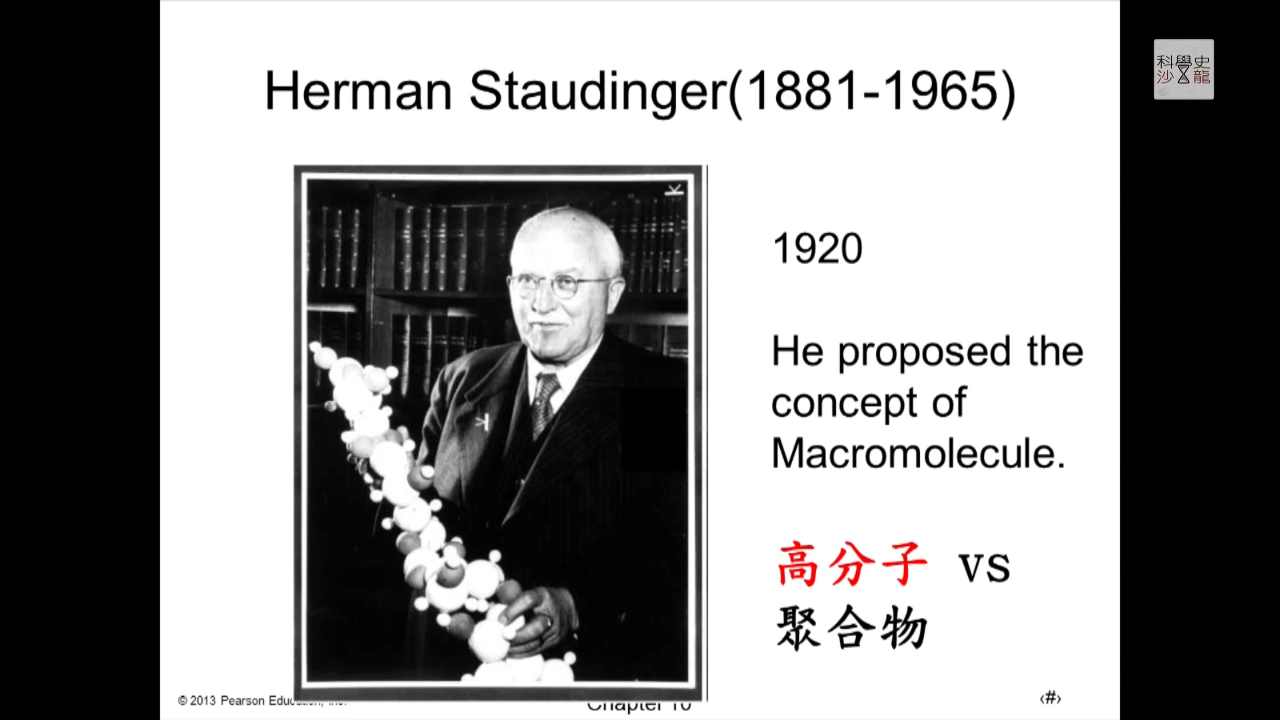 Herman Staudinger(1881-1965)
科學史
沙龍
1920
He proposed the
concept of
Macromolecule.
高分子 vs
聚合物
© 2013 Pearson Education, Inc.
Chapter 10
‹#›